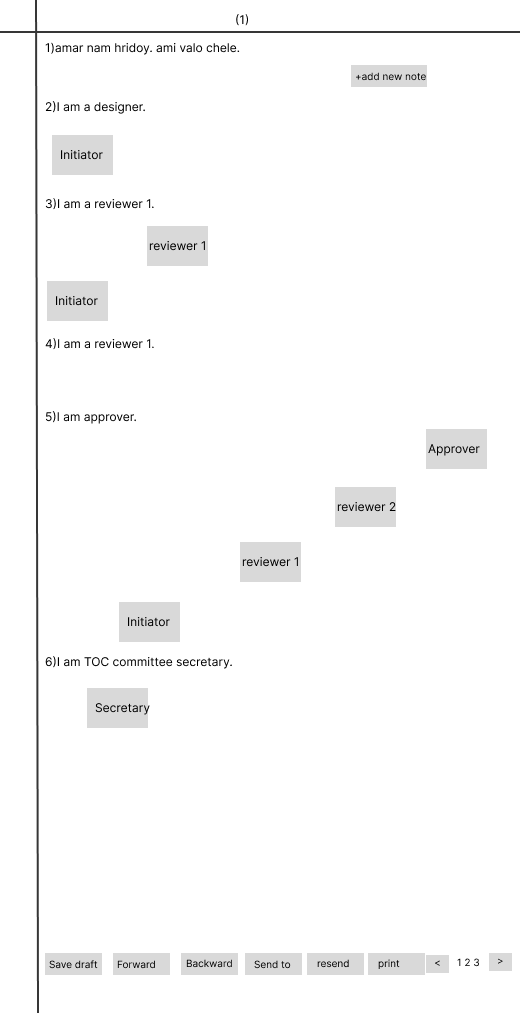 (1)
1)amar nam hridoy. ami valo chele.
+add new note
2)I am a designer.
Initiator
3)I am a reviewer 1.
reviewer 1
Initiator
4)I am a reviewer 1.
5)I am approver.
Approver
reviewer 2
reviewer 1
Initiator
6)I am TOC committee secretary.
Secretary
Save draft Forward Backward Send to resend print < 1 2 3 >